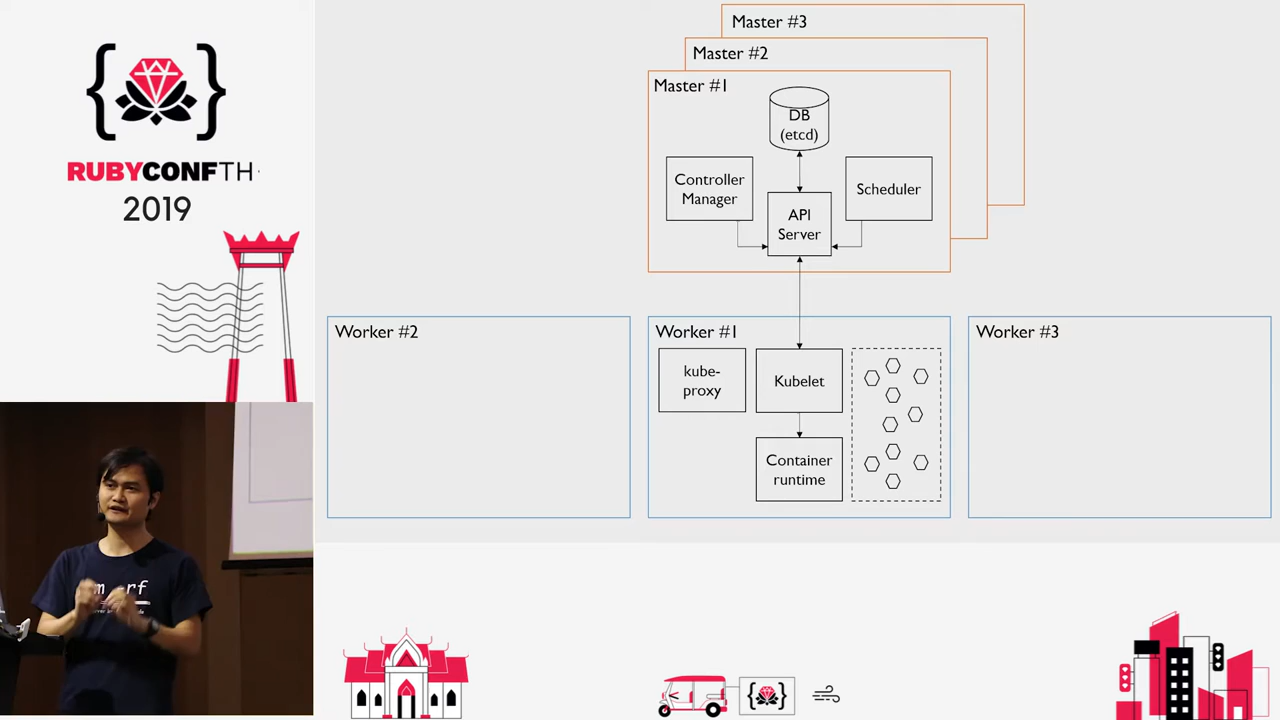 RUBYCONFTH
2019
Master #3
Master #2
Master #1
DB
(etcd)
Controller
Manager
API
Server
Scheduler
Worker #2
Worker #1
kube-
proxy
Kubelet
Container
runtime
Worker #3